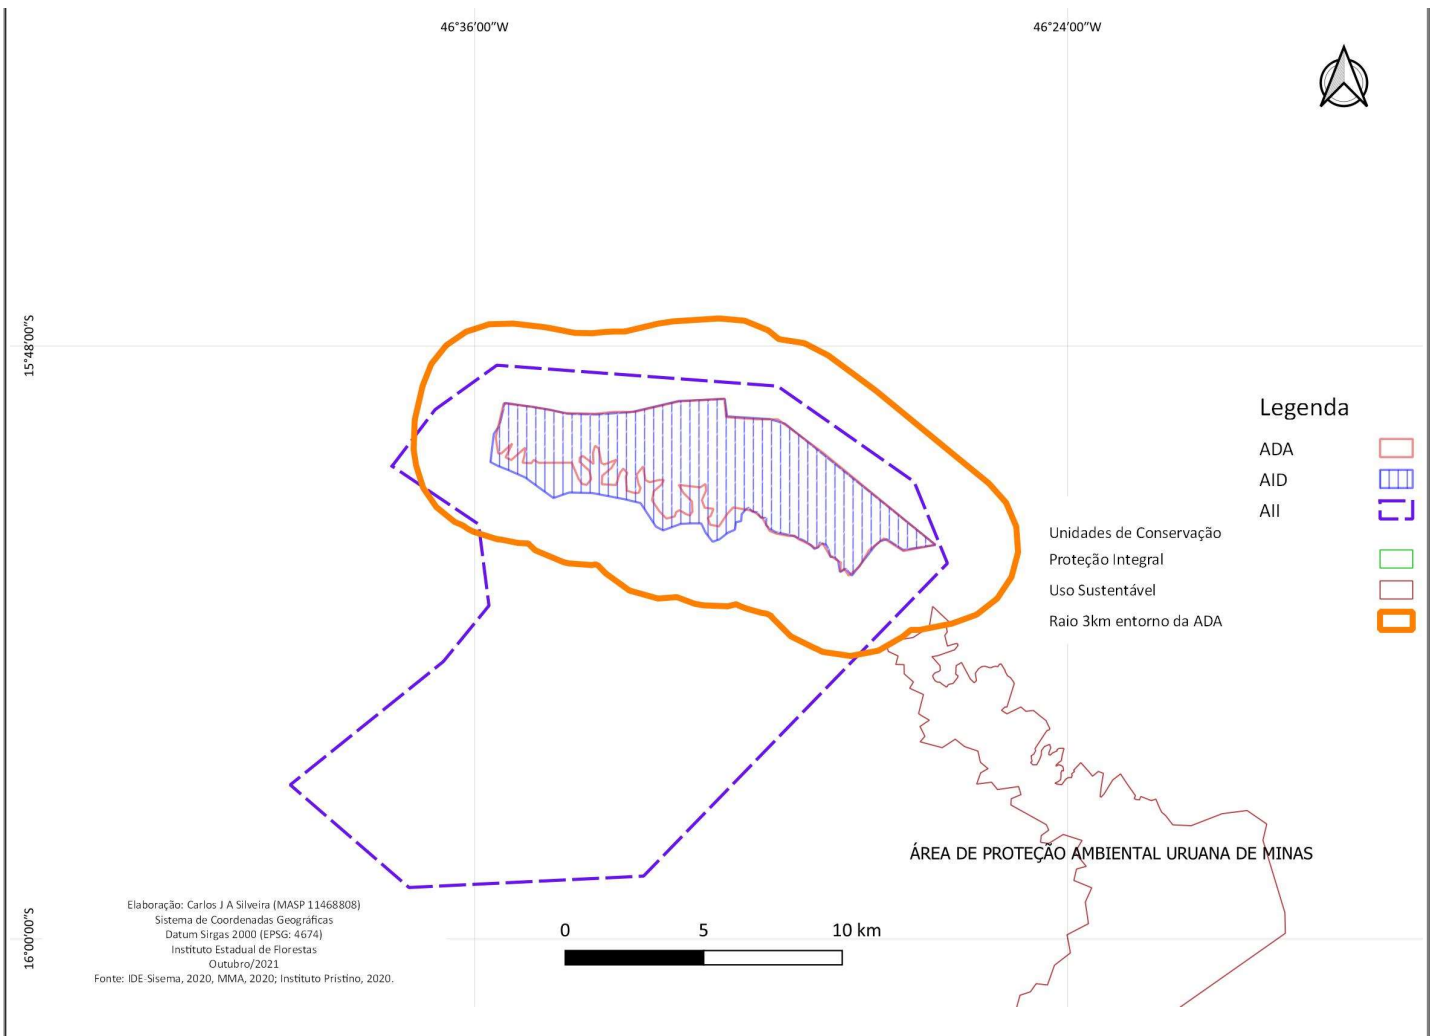 46°36'00"W
46°24'00"W
15°48'00"S
Legenda
ADA
AID
AII
Unidades de Conservação
Proteção Integral
Uso Sustentável
Raio 3km entorno da ADA
ÁREA DE PROTEÇÃO AMBIENTAL URUANA DE MINAS
16°00'00"S
Elaboração: Carlos J A Silveira (MASP 11468808)
Sistema de Coordenadas Geográficas
Datum Sirgas 2000 (EPSG: 4674)
Instituto Estadual de Florestas
Outubro/2021
Fonte: IDE-Sisema, 2020, MMA, 2020; Instituto Prístino, 2020.
0 5 10 km